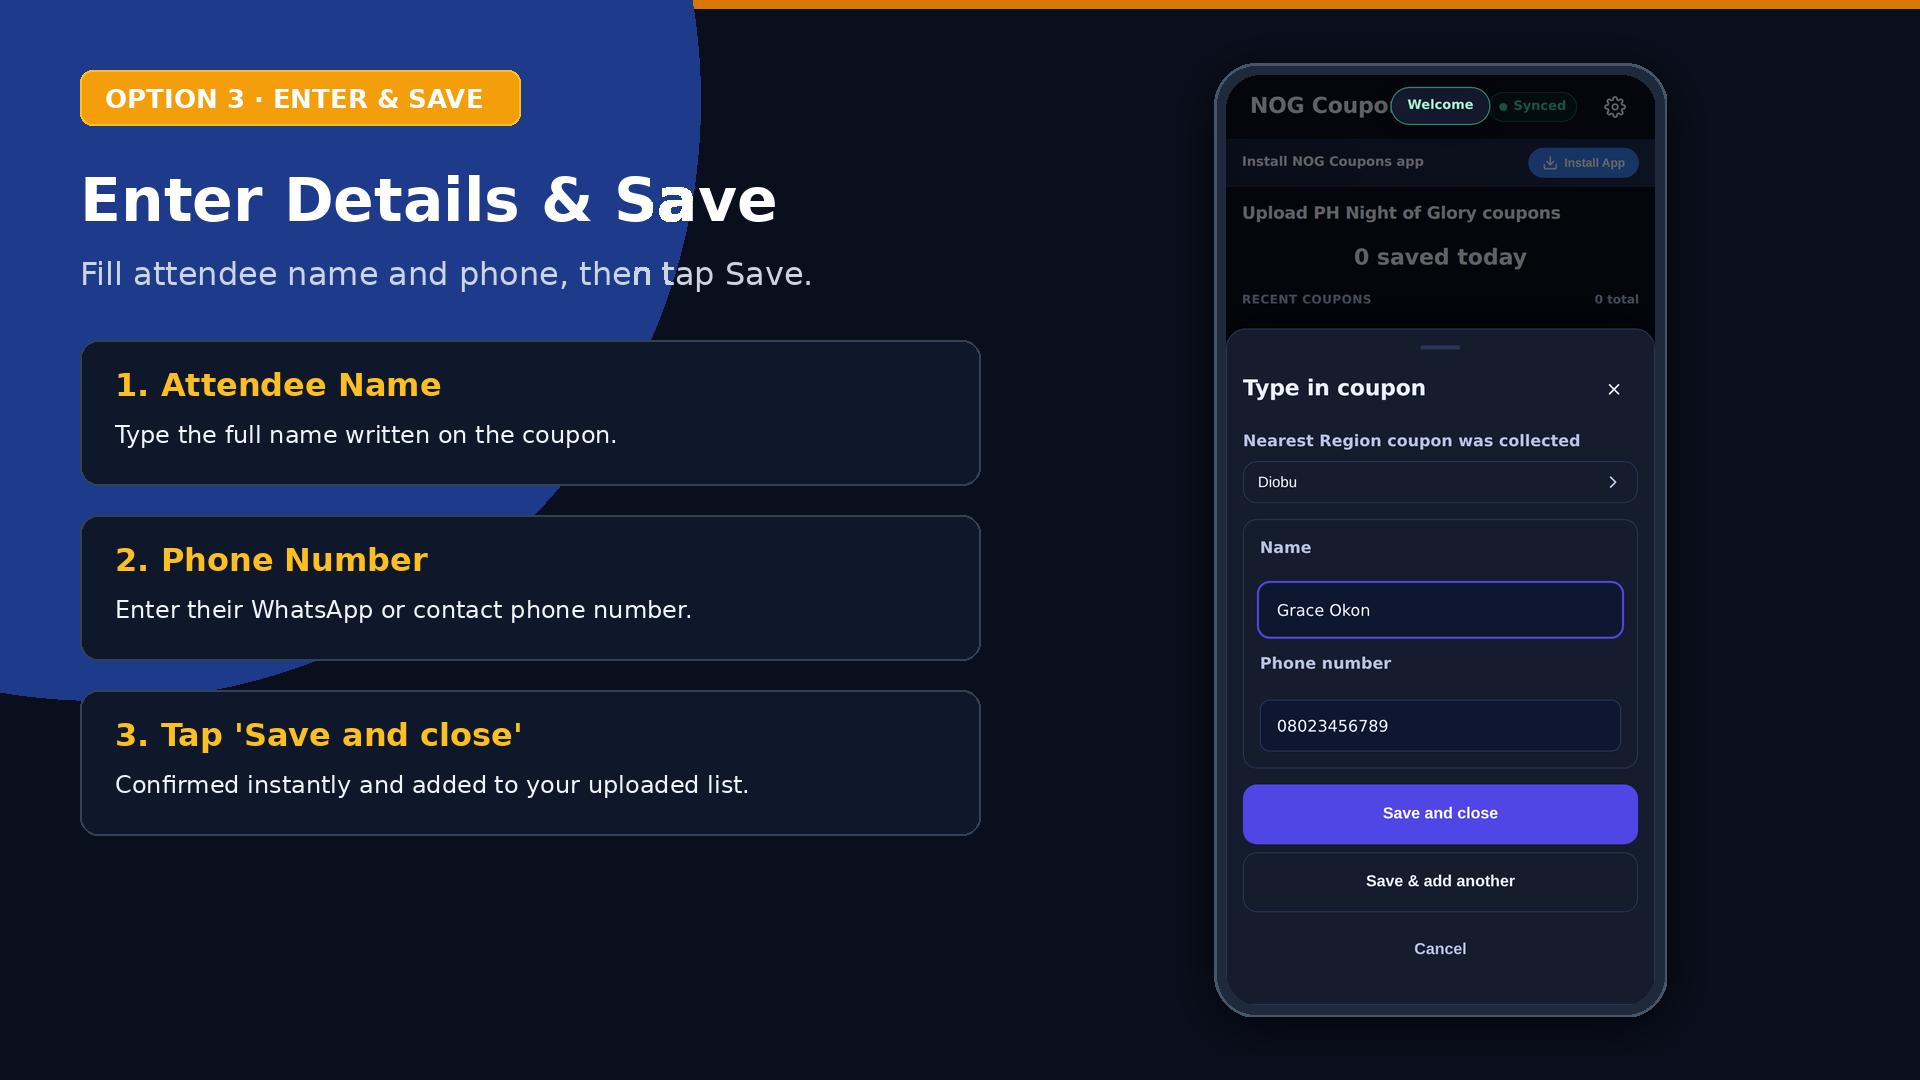 OPTION 3 · ENTER & SAVE
Enter Details & Save
Fill attendee name and phone, then tap Save.
1. Attendee Name
Type the full name written on the coupon.
2. Phone Number
Enter their WhatsApp or contact phone number.
3. Tap 'Save and close'
Confirmed instantly and added to your uploaded list.
NOG Coupo
Welcome
Synced
Install NOG Coupons app
Install App
Upload PH Night of Glory coupons
0 saved today
RECENT COUPONS
0 total
Type in coupon
Nearest Region coupon was collected
Diobu
Name
Grace Okon
Phone number
08023456789
Save and close
Save & add another
Cancel